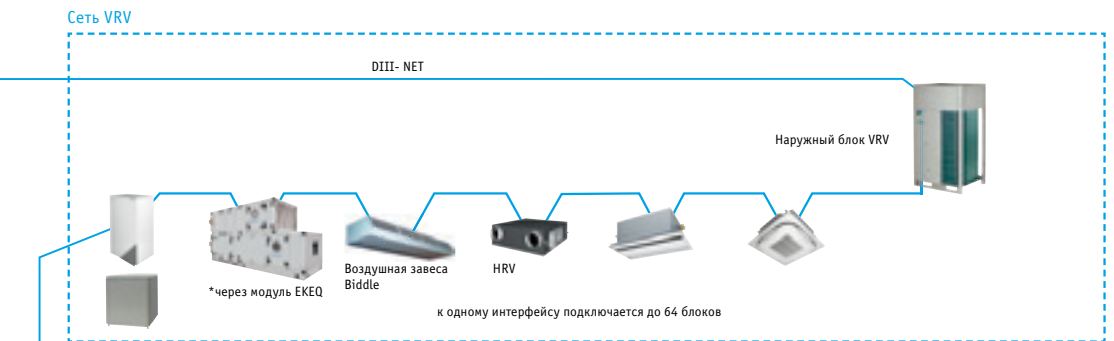 Сеть VRV
DIII- NET
Наружный блок VRV
Воздушная завеса
Biddle
HRV
*через модуль EKEQ
к одному интерфейсу подключается до 64 блоков